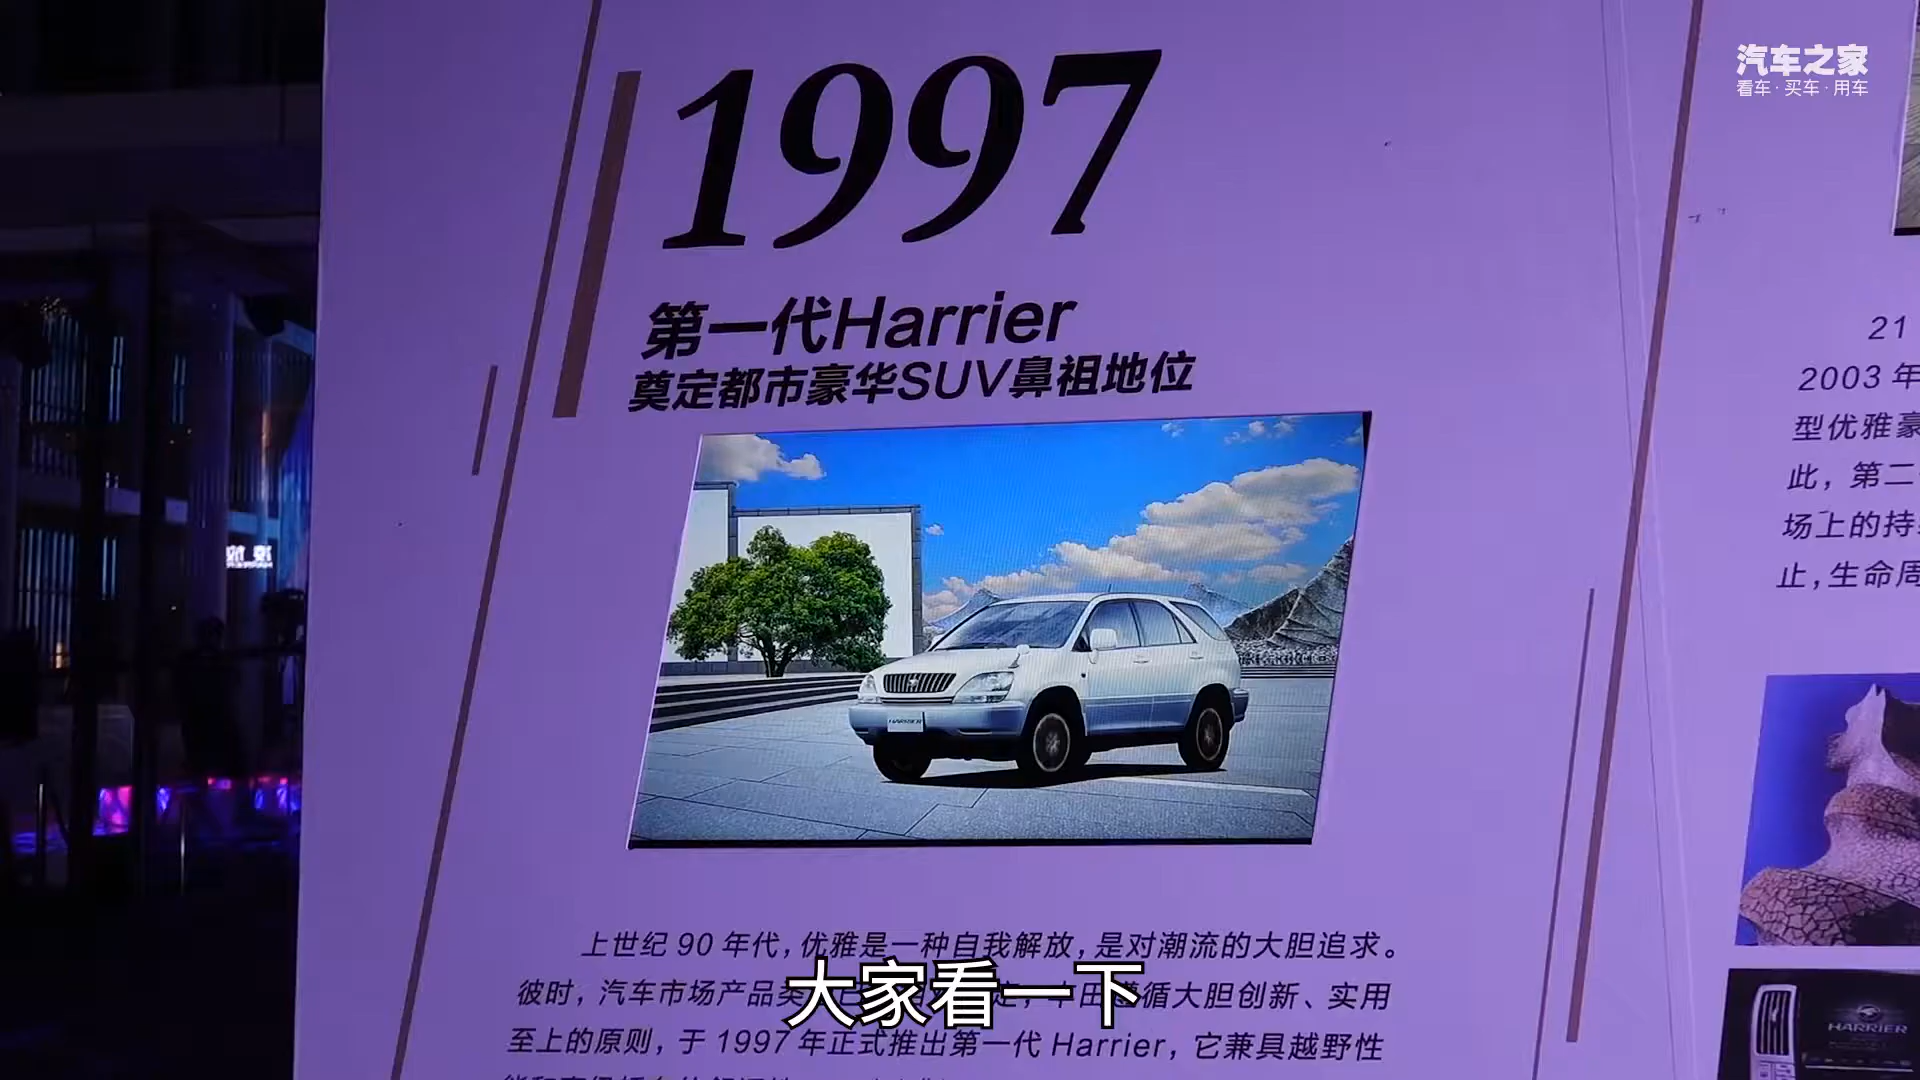 汽车之家
看车·买车·用车
1997
第一代Harrier
奠定都市豪华SUV鼻祖地位
HARRIER
上世纪 90 年代，优雅是一种自我解放，是对潮流的大胆追求。
彼时，汽车市场产品类
丰田遵循大胆创新、实用
至上的原则，于 1997 年正式推出第一代 Harrier，它兼具越野性
大家看一下
21
2003 年
型优雅豪
此，第二
场上的持
止，生命周
HARRIER